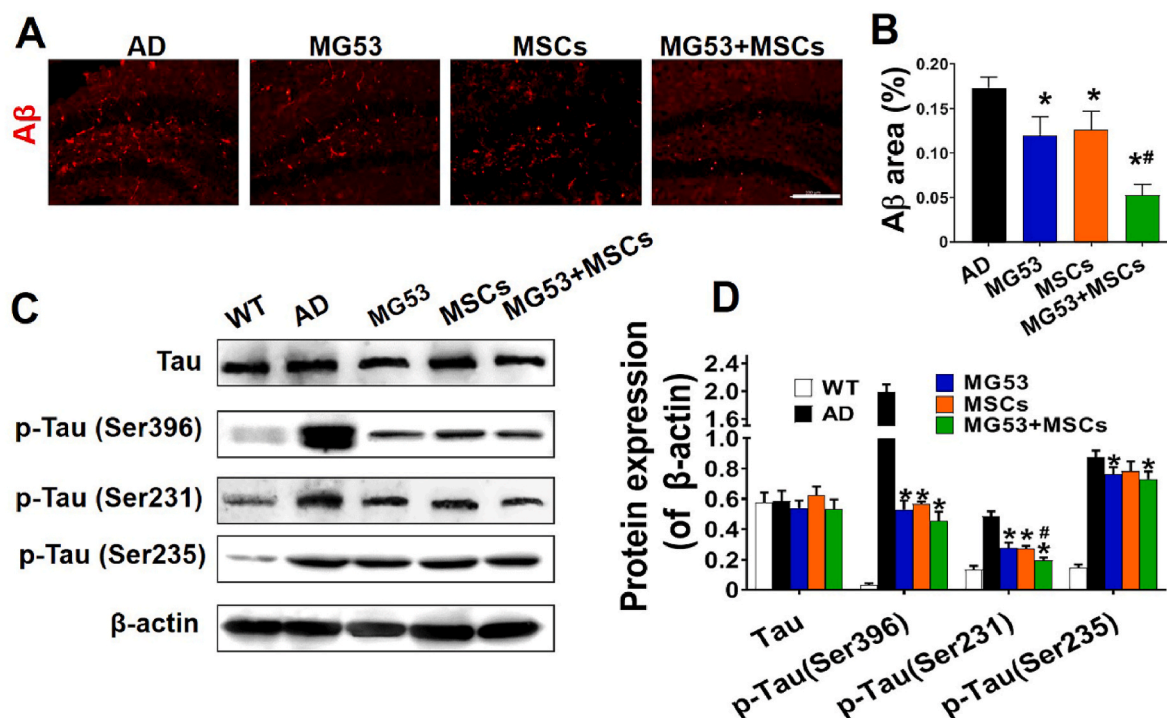 A
AD
MG53
MSCs
MG53+MSCs
Aβ
B
Aβ area (%)
0.20
0.15
0.10
0.05
0
*
*
*#
AD
MG53
MSCs
MG53+MSCs
C
WT
AD
MG53
MSCs
MG53+MSCs
Tau
p-Tau (Ser396)
p-Tau (Ser231)
p-Tau (Ser235)
β-actin
D
Protein expression
(of β-actin)
2.4
2.0
1.6
0.8
0.6
0.4
0.2
0
WT
AD
MG53
MSCs
MG53+MSCs
* * *
* * # *
* *
Tau
p-Tau(Ser396)
p-Tau(Ser231)
p-Tau(Ser235)